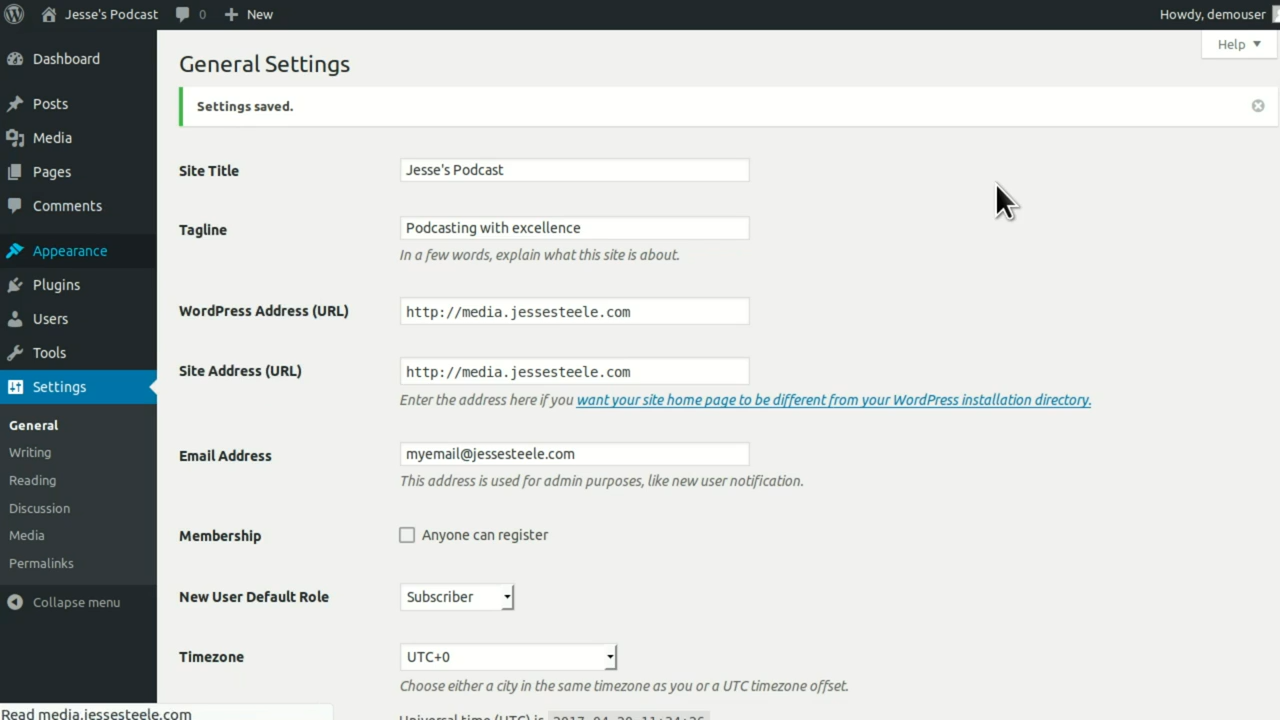 Jesse's Podcast 0 New Howdy, demouser
Help
Dashboard
Posts
Media
Pages
Comments
Appearance
Plugins
Users
Tools
Settings
General
Writing
Reading
Discussion
Media
Permalinks
Collapse menu
General Settings
Settings saved.
Site Title Jesse's Podcast
Tagline Podcasting with excellence
In a few words, explain what this site is about.
WordPress Address (URL) http://media.jessesteele.com
Site Address (URL) http://media.jessesteele.com
Enter the address here if you want your site home page to be different from your WordPress installation directory.
Email Address myemail@jessesteele.com
This address is used for admin purposes, like new user notification.
Membership Anyone can register
New User Default Role Subscriber
Timezone UTC+0
Choose either a city in the same timezone as you or a UTC timezone offset.
Universal time (UTC) is
Read media.jessesteele.com